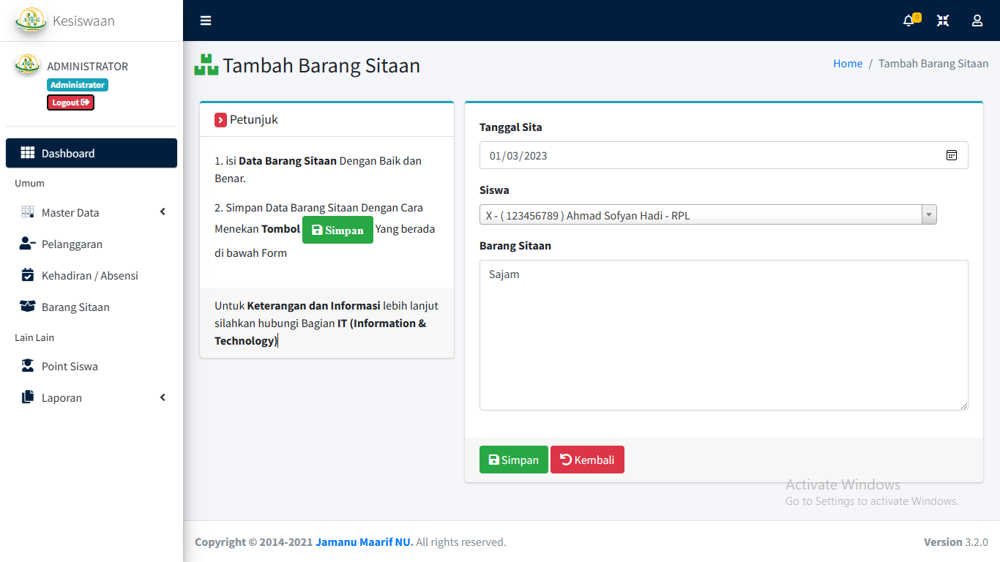 Kesiswaan
0
ADMINISTRATOR
Administrator
Logout
Dashboard
Umum
Master Data
Pelanggaran
Kehadiran / Absensi
Barang Sitaan
Lain Lain
Point Siswa
Laporan
Tambah Barang Sitaan
Home / Tambah Barang Sitaan
Petunjuk
1. isi Data Barang Sitaan Dengan Baik dan
Benar.
2. Simpan Data Barang Sitaan Dengan Cara
Menekan Tombol Simpan Yang berada
di bawah Form
Untuk Keterangan dan Informasi lebih lanjut
silahkan hubungi Bagian IT (Information &
Technology)
Tanggal Sita
01/03/2023
Siswa
X - ( 123456789 ) Ahmad Sofyan Hadi - RPL
Barang Sitaan
Sajam
Simpan Kembali
Activate Windows
Go to Settings to activate Windows.
Copyright © 2014-2021 Jamanu Maarif NU. All rights reserved.
Version 3.2.0